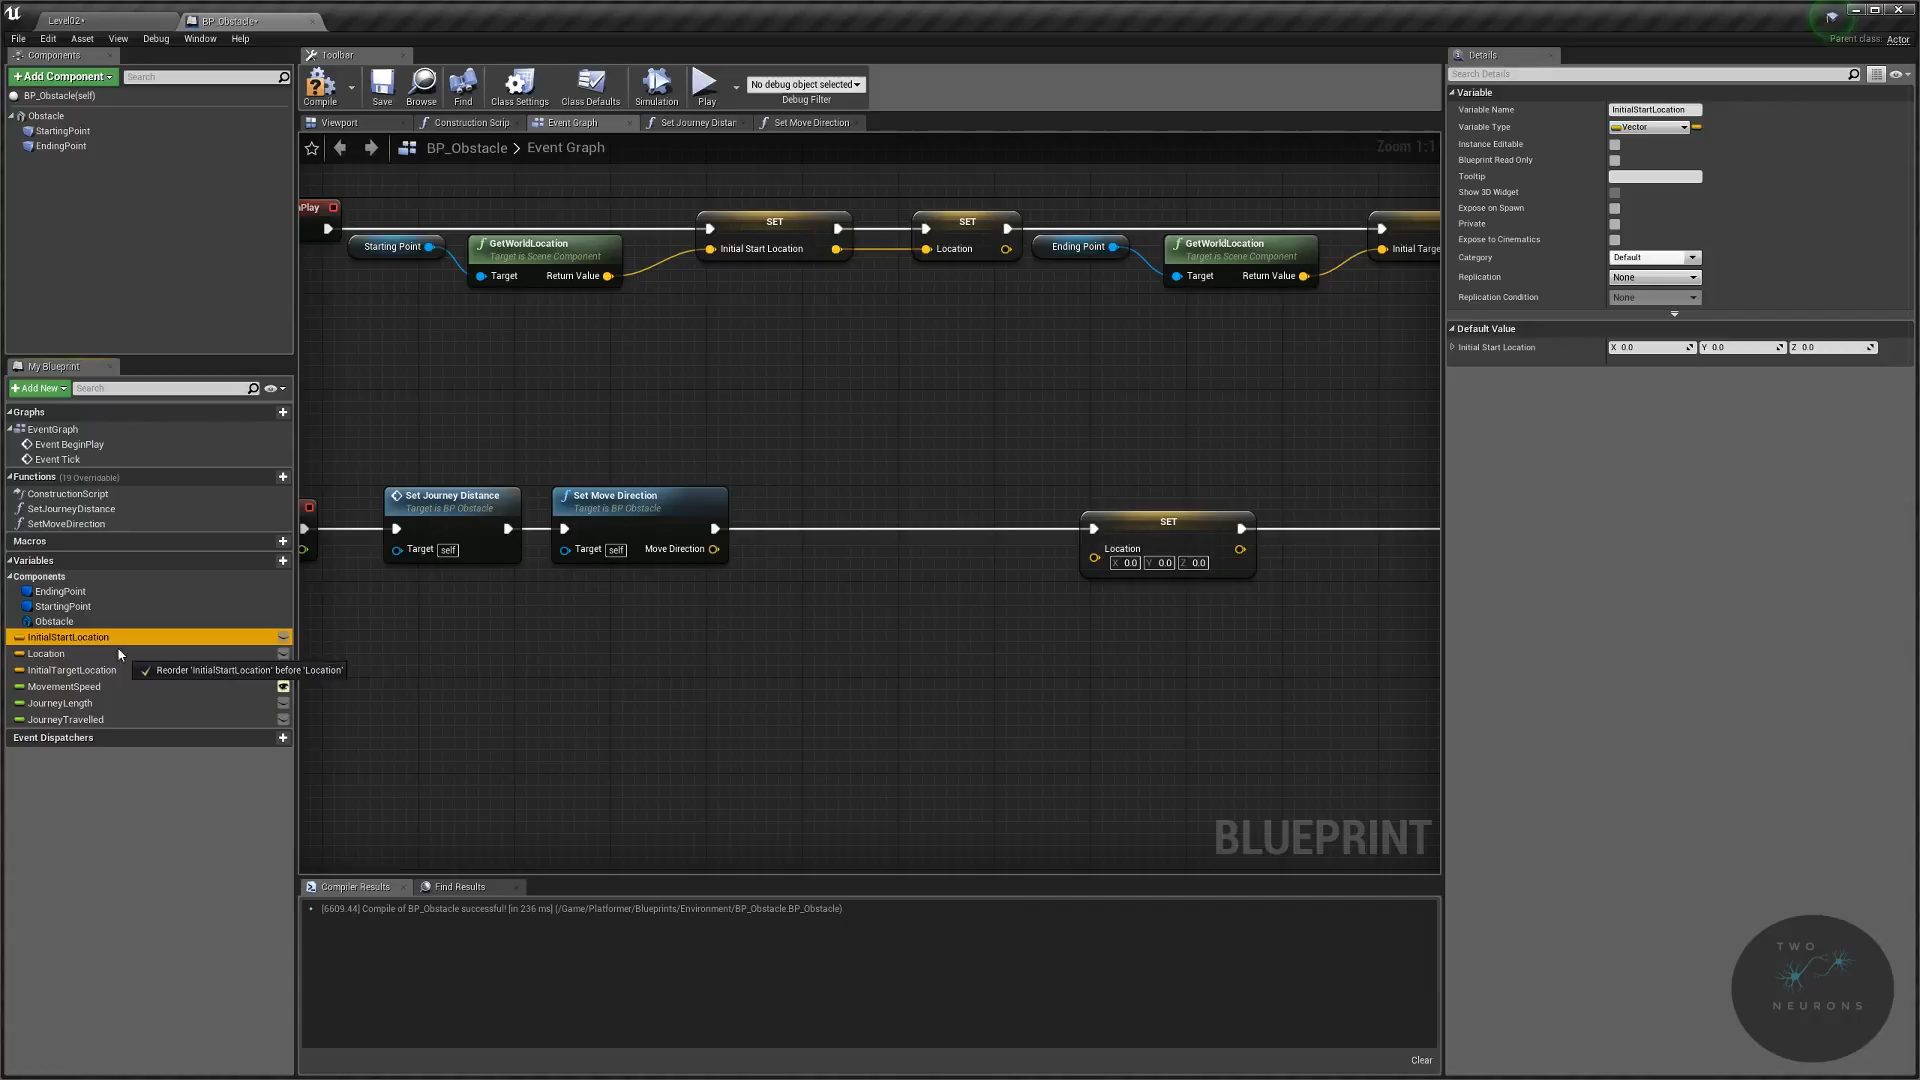 Level02*
BP_Obstacle*
File Edit Asset View Debug Window Help
Parent class: Actor
Components
Toolbar
Details
+Add Component
Search
BP_Obstacle(self)
Obstacle
StartingPoint
EndingPoint
Compile
Save
Browse
Find
Class Settings
Class Defaults
Simulation
Play
No debug object selected
Debug Filter
Viewport
Construction Scrip
Event Graph
Set Journey Distan
Set Move Direction
BP_Obstacle > Event Graph
Zoom 1:1
Play
Starting Point
GetWorldLocation
Target is Scene Component
Target
Return Value
SET
Initial Start Location
SET
Location
Ending Point
GetWorldLocation
Target is Scene Component
Target
Return Value
Initial Targe
Set Journey Distance
Target is BP Obstacle
Target self
Set Move Direction
Target is BP Obstacle
Target self
Move Direction
SET
Location
X 0.0 Y 0.0 Z 0.0
BLUEPRINT
My Blueprint
+Add New
Search
Graphs
EventGraph
Event BeginPlay
Event Tick
Functions (19 Overridable)
ConstructionScript
SetJourneyDistance
SetMoveDirection
Macros
Variables
Components
EndingPoint
StartingPoint
Obstacle
InitialStartLocation
Location
InitialTargetLocation
Reorder 'InitialStartLocation' before 'Location'
MovementSpeed
JourneyLength
JourneyTravelled
Event Dispatchers
Compiler Results
Find Results
[6609.44] Compile of BP_Obstacle successful! [in 236 ms] (/Game/Platformer/Blueprints/Environment/BP_Obstacle.BP_Obstacle)
Clear
Search Details
Variable
Variable Name InitialStartLocation
Variable Type Vector
Instance Editable
Blueprint Read Only
Tooltip
Show 3D Widget
Expose on Spawn
Private
Expose to Cinematics
Category Default
Replication None
Replication Condition None
Default Value
Initial Start Location X 0.0 Y 0.0 Z 0.0
TWO
NEURONS